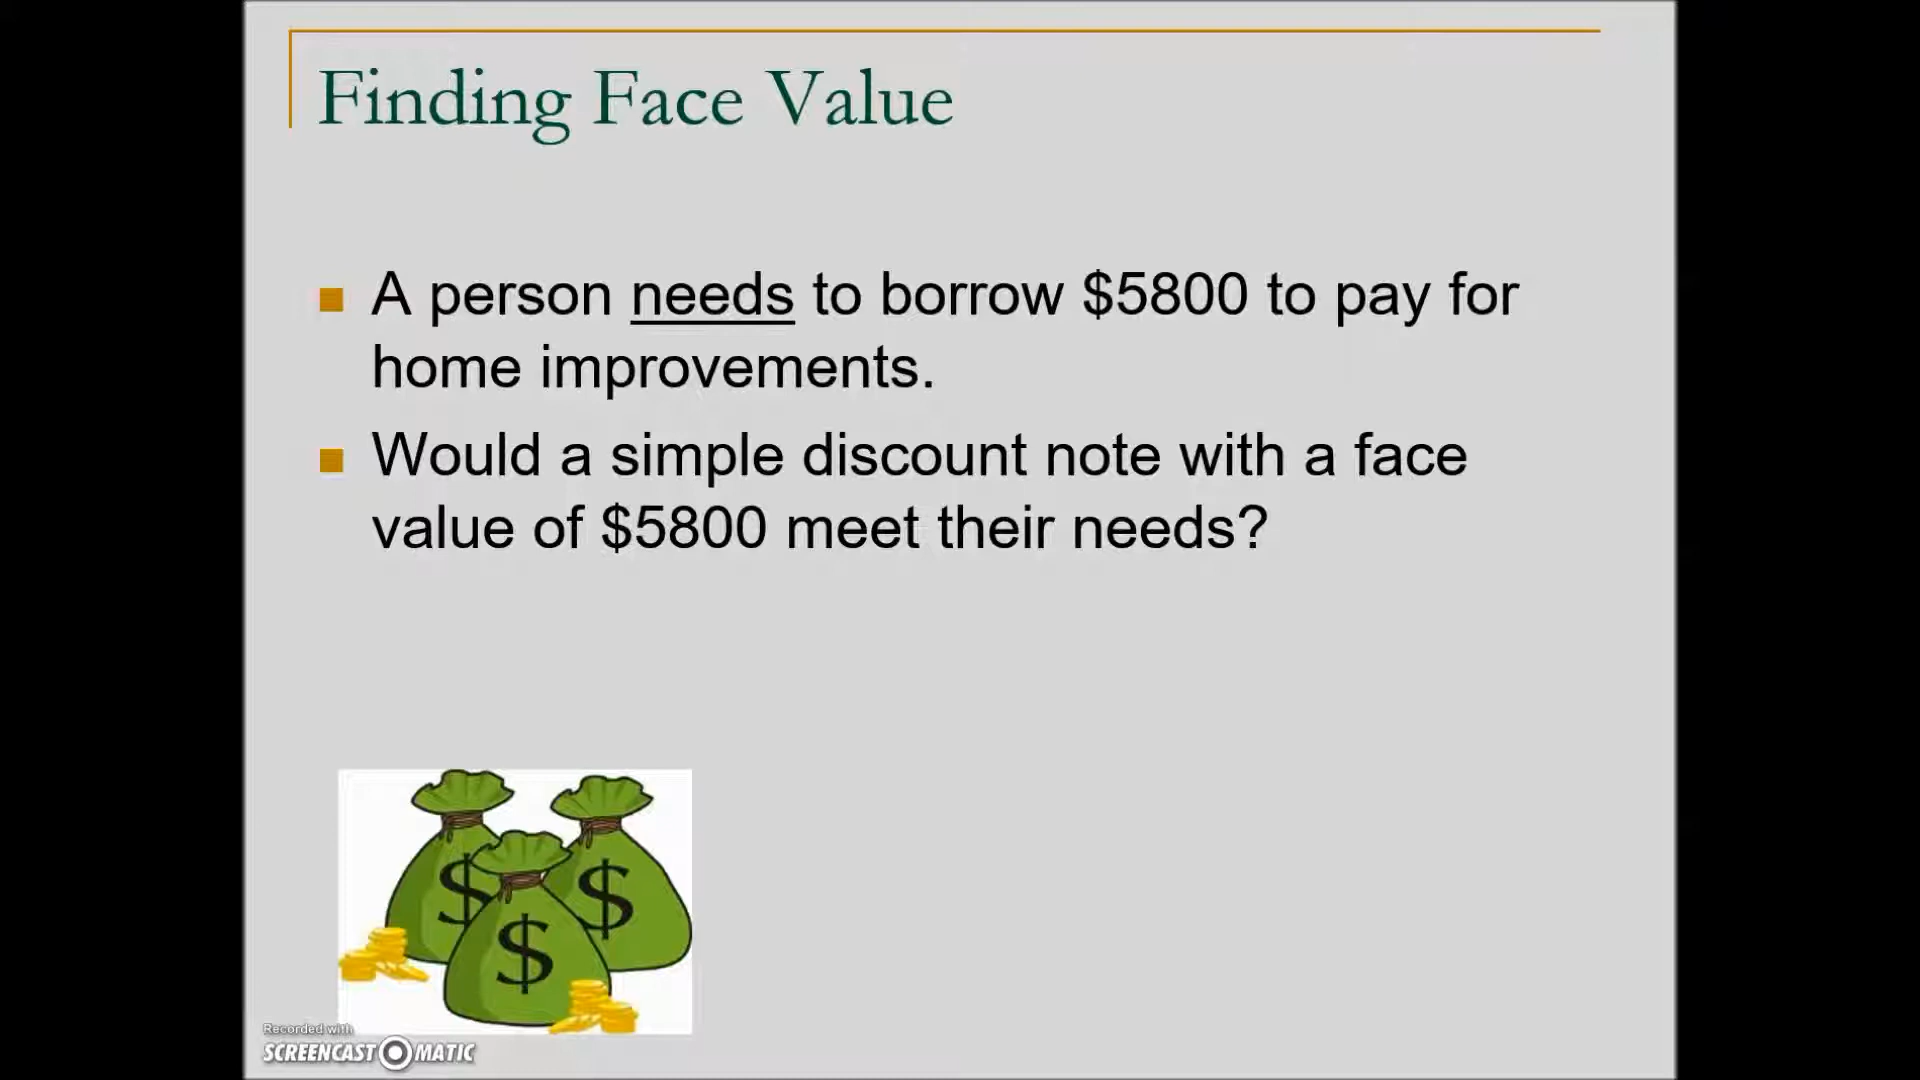 Finding Face Value
A person needs to borrow $5800 to pay for
home improvements.
Would a simple discount note with a face
value of $5800 meet their needs?
$ $
$
Recorded with
SCREENCAST MATIC